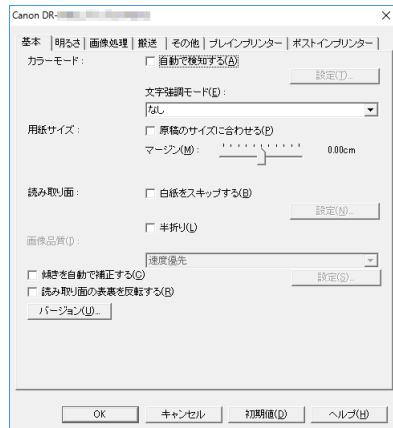 Canon DR-
基本 明るさ 画像処理 搬送 その他 プレインプリンター ポストインプリンター
カラーモード： 自動で検知する(A)
設定(T)...
文字強調モード(E)：
なし
用紙サイズ： 原稿のサイズに合わせる(P)
マージン(M)： 0.00cm
読み取り面： 白紙をスキップする(B)
設定(N)...
半折り(L)
画像品質(I)：
速度優先
傾きを自動で補正する(C) 設定(S)...
読み取り面の表裏を反転する(R)
バージョン(U)...
OK キャンセル 初期値(D) ヘルプ(H)